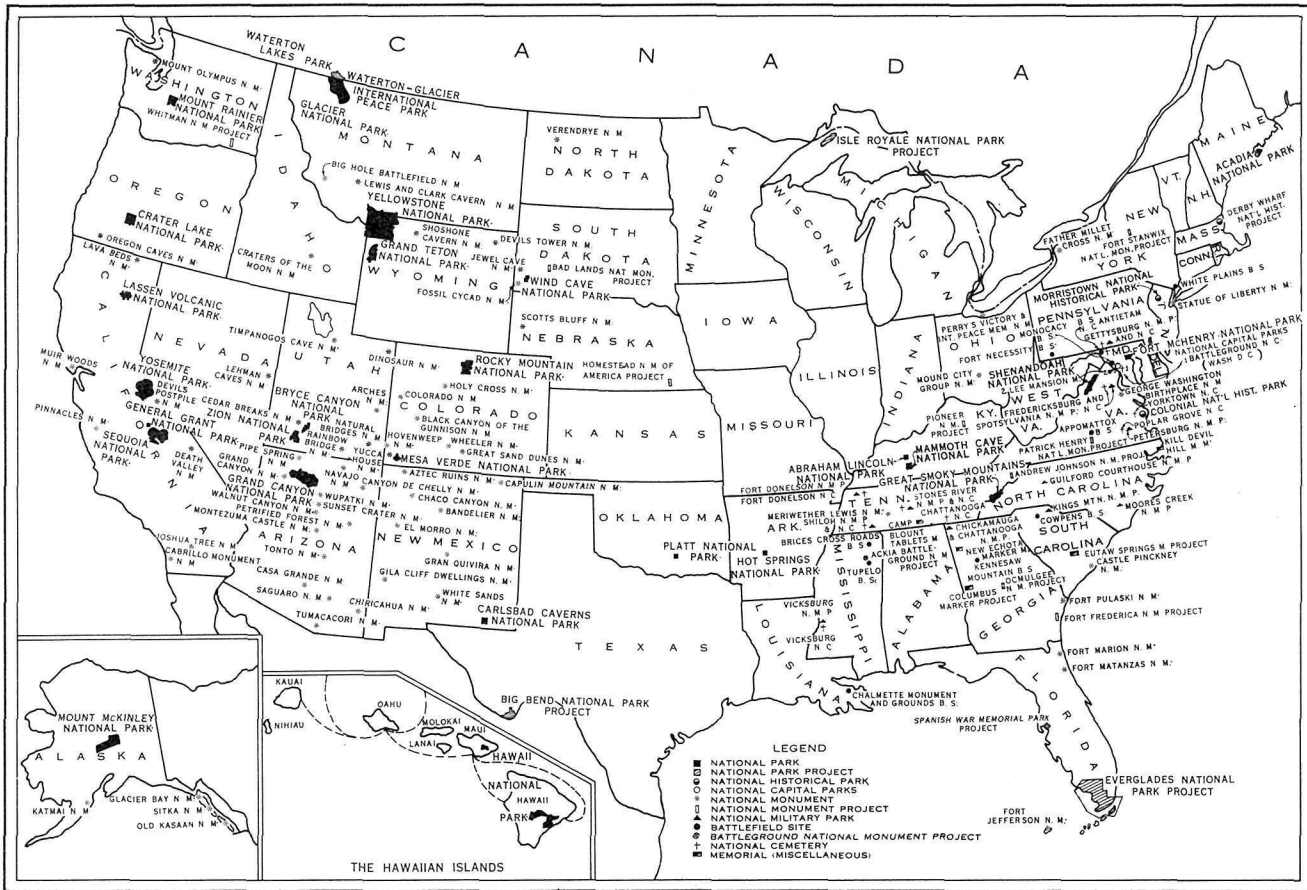 C A N A D A
WATERTON
LAKES PARK
WATERTON-GLACIER
INTERNATIONAL
PEACE PARK
GLACIER
NATIONAL PARK
MOUNT OLYMPUS N M
WASHINGTON
MOUNT RAINIER
NATIONAL PARK
WHITMAN N M PROJECT
OREGON
CRATER LAKE
NATIONAL PARK
OREGON CAVES N M
IDAHO
CRATERS OF THE
MOON N M
MONTANA
BIG HOLE BATTLEFIELD N M
LEWIS AND CLARK CAVERN N M
YELLOWSTONE
NATIONAL PARK
SHOSHONE
CAVERN N M
DEVILS TOWER N M
GRAND TETON
NATIONAL PARK
JEWEL CAVE
N M
WYOMING
FOSSIL CYCAD N M
VERENDRYE N M
NORTH
DAKOTA
SOUTH
DAKOTA
BAD LANDS NAT MON.
PROJECT
WIND CAVE
NATIONAL PARK
SCOTTS BLUFF N M
NEBRASKA
HOMESTEAD N M OF
AMERICA PROJECT
MINNESOTA
WISCONSIN
MICHIGAN
ISLE ROYALE NATIONAL PARK
PROJECT
IOWA
ILLINOIS
INDIANA
MISSOURI
KANSAS
OKLAHOMA
PLATT NATIONAL
PARK
ARK.
HOT SPRINGS
NATIONAL PARK
LAVA BEDS
N M
LASSEN VOLCANIC
NATIONAL PARK
CALIFORNIA
MUIR WOODS
N M
YOSEMITE
NATIONAL PARK
DEVILS
POSTPILE
N M
GENERAL GRANT
NATIONAL PARK
PINNACLES N M
SEQUOIA
NATIONAL
PARK
DEATH
VALLEY
N M
JOSHUA TREE N M
CABRILLO MONUMENT
N M
NEVADA
LEHMAN
CAVES N M
UTAH
TIMPANOGOS CAVE N M
DINOSAUR N M
CEDAR BREAKS N M
BRYCE CANYON
NATIONAL
PARK
ARCHES
N M
ZION NATIONAL
PARK
NATURAL
BRIDGES N M
RAINBOW
BRIDGE
N M
PIPE SPRING
N M
HOVENWEEP
N M
YUCCA
HOUSE
N M
ROCKY MOUNTAIN
NATIONAL PARK
HOLY CROSS N M
COLORADO N M
COLORADO
BLACK CANYON OF THE
GUNNISON N M
WHEELER N M
GREAT SAND DUNES N M
MESA VERDE NATIONAL PARK
GRAND
CANYON N M
GRAND CANYON
NATIONAL PARK
NAVAJO
N M
CANYON DE CHELLY N M
WUPATKI N M
WALNUT CANYON N M
SUNSET CRATER N M
PETRIFIED FOREST N M
MONTEZUMA CASTLE N M
ARIZONA
TONTO N M
CASA GRANDE N M
SAGUARO N M
CHIRICAHUA N M
TUMACACORI N M
AZTEC RUINS N M
CAPULIN MOUNTAIN N M
CHACO CANYON N M
BANDELIER N M
EL MORRO N M
NEW MEXICO
GRAN QUIVIRA N M
GILA CLIFF DWELLINGS N M
WHITE SANDS
N M
CARLSBAD CAVERNS
NATIONAL PARK
TEXAS
BIG BEND NATIONAL PARK
PROJECT
MAINE
ACADIA
NATIONAL PARK
VT.
N.H.
NEW
YORK
MASS.
CONN.
DERBY WHARF
NAT'L HIST.
PROJECT
FATHER MILLET
CROSS N M
FORT STANWIX
NAT'L MON. PROJECT
WHITE PLAINS B S
STATUE OF LIBERTY N M
MORRISTOWN NATIONAL
HISTORICAL PARK
PENNSYLVANIA
PERRY'S VICTORY &
INT. PEACE MEM N M
OHIO
MONOCACY
B S
ANTIETAM
N C
GETTYSBURG N. M. P.
AND N C
FORT NECESSITY
B S
MD.
FORT MCHENRY NATIONAL PARK
NATIONAL CAPITAL PARKS
(BATTLEGROUND N C
WASH D C)
MOUND CITY
GROUP N M
SHENANDOAH
NATIONAL PARK
LEE MANSION
GEORGE WASHINGTON
BIRTHPLACE N M
YORKTOWN N C
COLONIAL NAT'L HIST. PARK
PIONEER
N. M.
PROJECT
KY.
WEST
VA.
VA.
FREDERICKSBURG AND
SPOTSYLVANIA N M P: N C
APPOMATTOX
B S
POPLAR GROVE N C
PETERSBURG N M P
PATRICK HENRY
NAT'L MON. PROJECT
KILL DEVIL
HILL M M
MAMMOTH CAVE
NATIONAL PARK
ABRAHAM LINCOLN
NATIONAL PARK
GREAT SMOKY MOUNTAINS
NATIONAL PARK
ANDREW JOHNSON N M PROJ
GUILFORD COURTHOUSE N M P
NORTH CAROLINA
FORT DONELSON N M P
FORT DONELSON N C
TENN.
STONES RIVER
N M P & N C
MERIWETHER LEWIS N M
SHILOH N M P
& N C
CHATTANOOGA
N C
CAMP
BLOUNT
TABLETS M
BRICES CROSS ROADS
B S
ACKIA BATTLE-
GROUND N M
PROJECT
TUPELO
B. S.
CHICKAMAUGA
& CHATTANOOGA
N M P
NEW ECHOTA
MARKER M
KENNESAW
MOUNTAIN B S
OCMULGEE
N M PROJECT
COLUMBUS
MARKER PROJECT
KINGS MTN. N. M. P.
COWPENS B. S.
MOORES CREEK
N M P
SOUTH
CAROLINA
EUTAW SPRINGS M PROJECT
CASTLE PINCKNEY
N M
MISSISSIPPI
ALABAMA
GEORGIA
FORT PULASKI N M
FORT FREDERICA N M PROJECT
VICKSBURG
N M P
VICKSBURG
N C
LOUISIANA
CHALMETTE MONUMENT
AND GROUNDS B. S.
FORT MARION N M
FORT MATANZAS N M
FLORIDA
SPANISH WAR MEMORIAL PARK
PROJECT
EVERGLADES NATIONAL
PARK PROJECT
FORT
JEFFERSON N. M.
MOUNT McKINLEY
NATIONAL PARK
ALASKA
GLACIER BAY N M
KATMAI N M
SITKA N M
OLD KASAAN N M
KAUAI
NIHIAU
OAHU
MOLOKAI
LANAI
MAUI
HAWAII
NATIONAL
HAWAII
PARK
THE HAWAIIAN ISLANDS
LEGEND
NATIONAL PARK
NATIONAL PARK PROJECT
NATIONAL HISTORICAL PARK
NATIONAL CAPITAL PARKS
NATIONAL MONUMENT
NATIONAL MONUMENT PROJECT
NATIONAL MILITARY PARK
BATTLEFIELD SITE
BATTLEGROUND NATIONAL MONUMENT PROJECT
NATIONAL CEMETERY
MEMORIAL (MISCELLANEOUS)